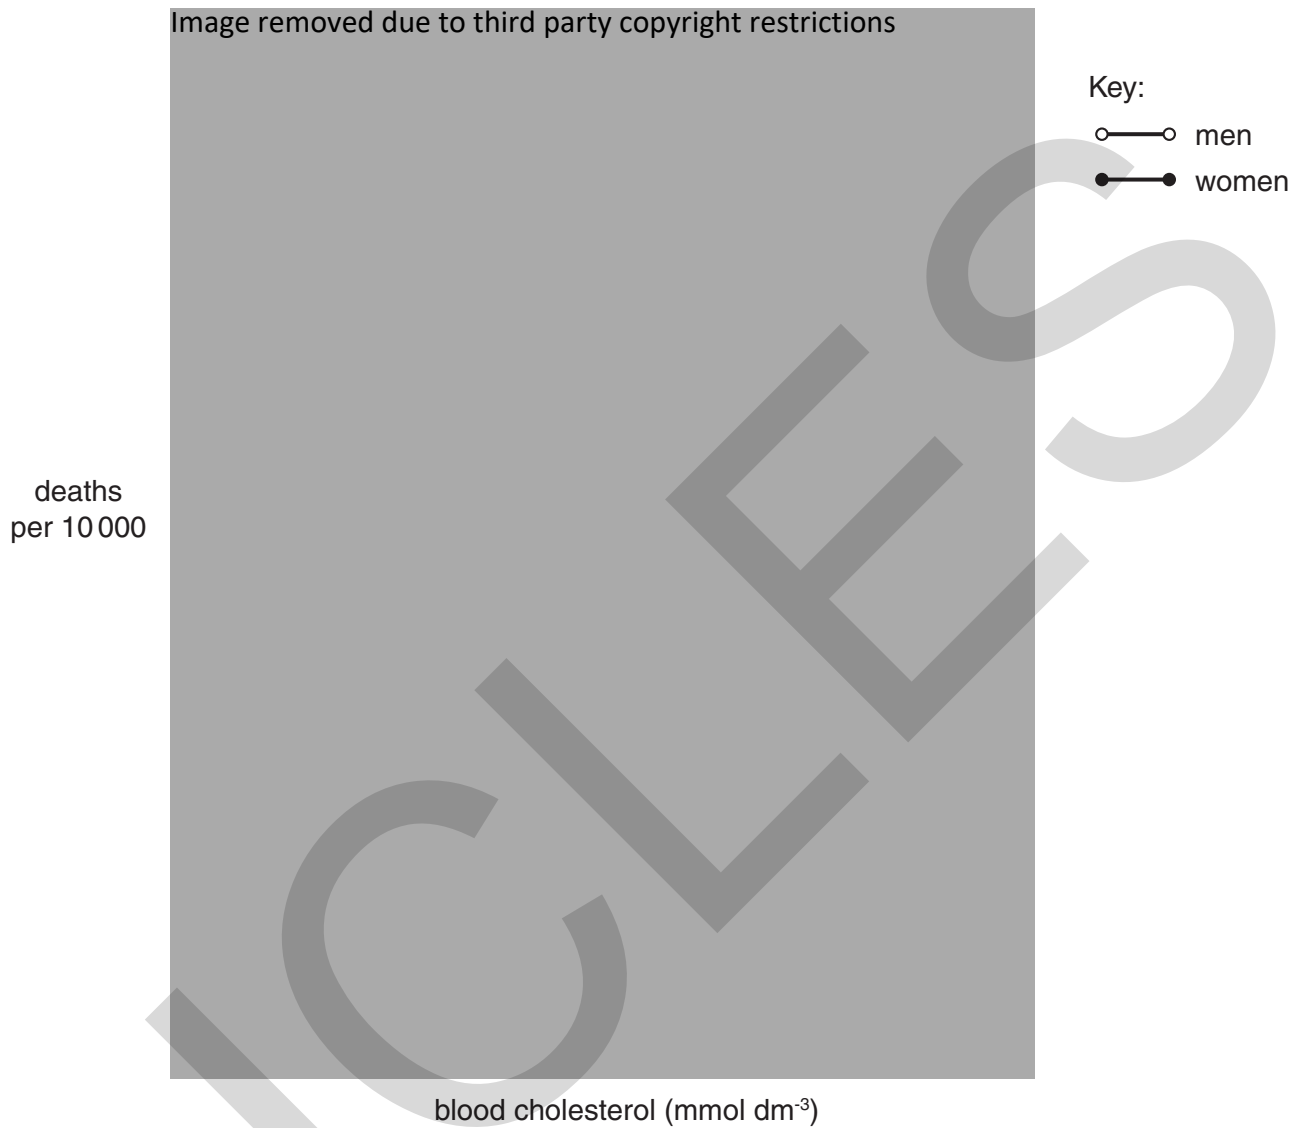 Image removed due to third party copyright restrictions
Key:
men
women
deaths
per 10 000
blood cholesterol (mmol dm-3)
UCLES